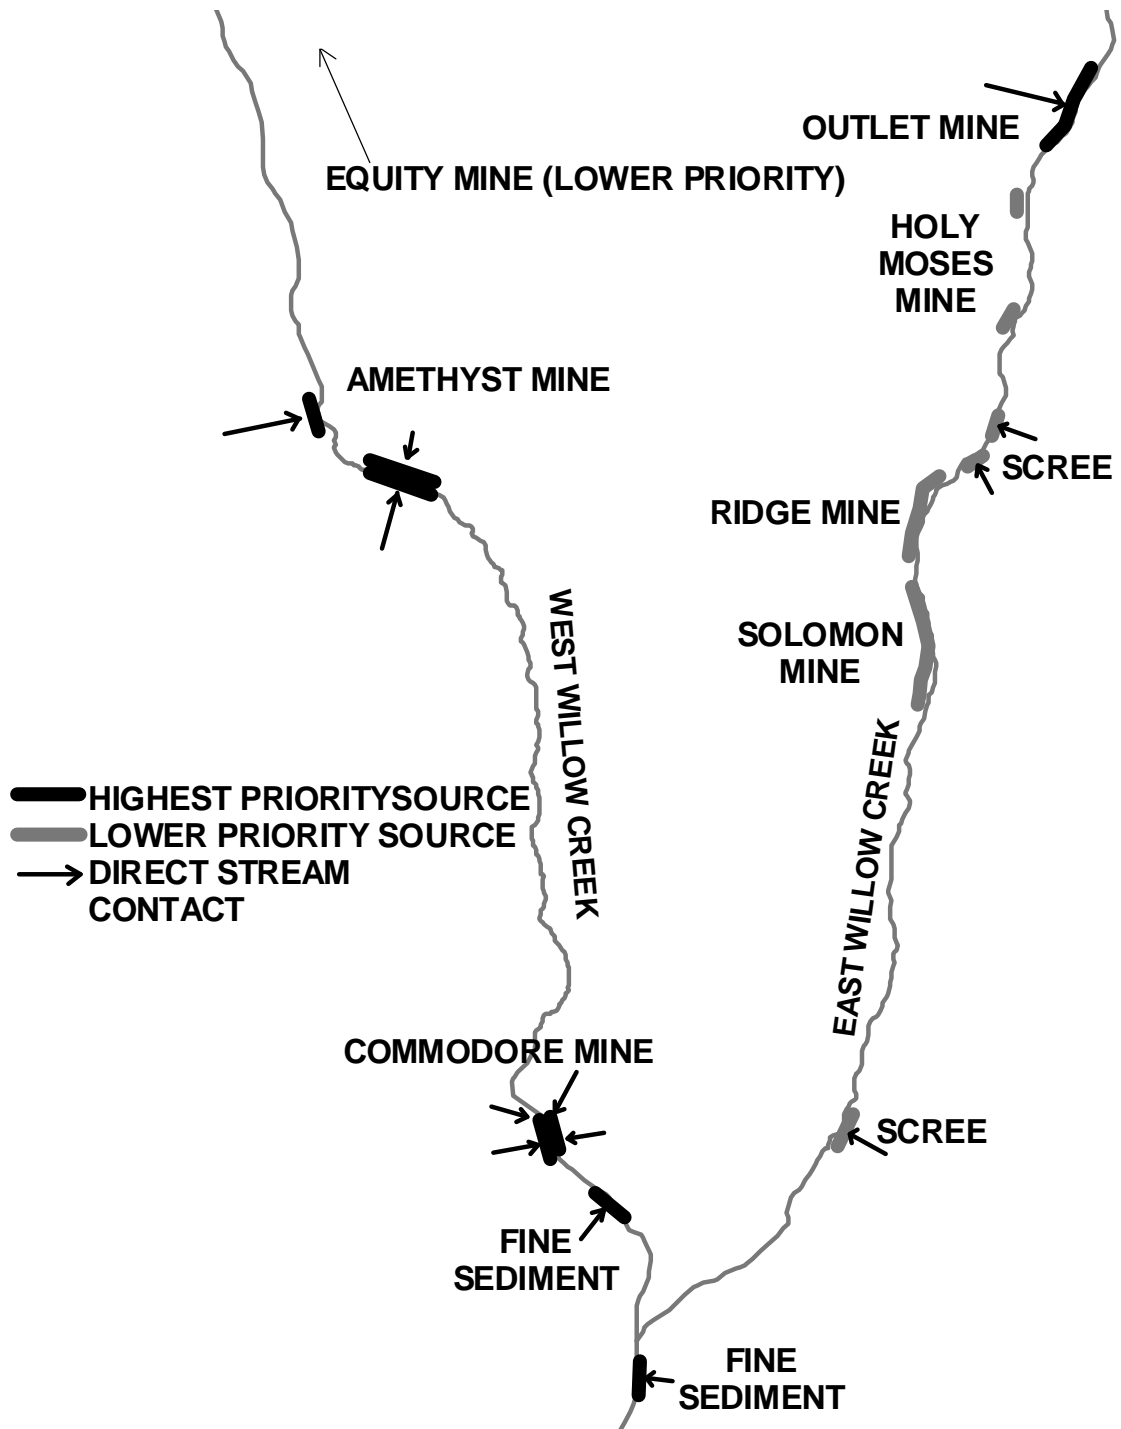 OUTLET MINE
EQUITY MINE (LOWER PRIORITY)
HOLY
MOSES
MINE
AMETHYST MINE
SCREE
RIDGE MINE
SOLOMON
MINE
WEST WILLOW CREEK
EAST WILLOW CREEK
HIGHEST PRIORITYSOURCE
LOWER PRIORITY SOURCE
DIRECT STREAM
CONTACT
COMMODORE MINE
SCREE
FINE
SEDIMENT
FINE
SEDIMENT